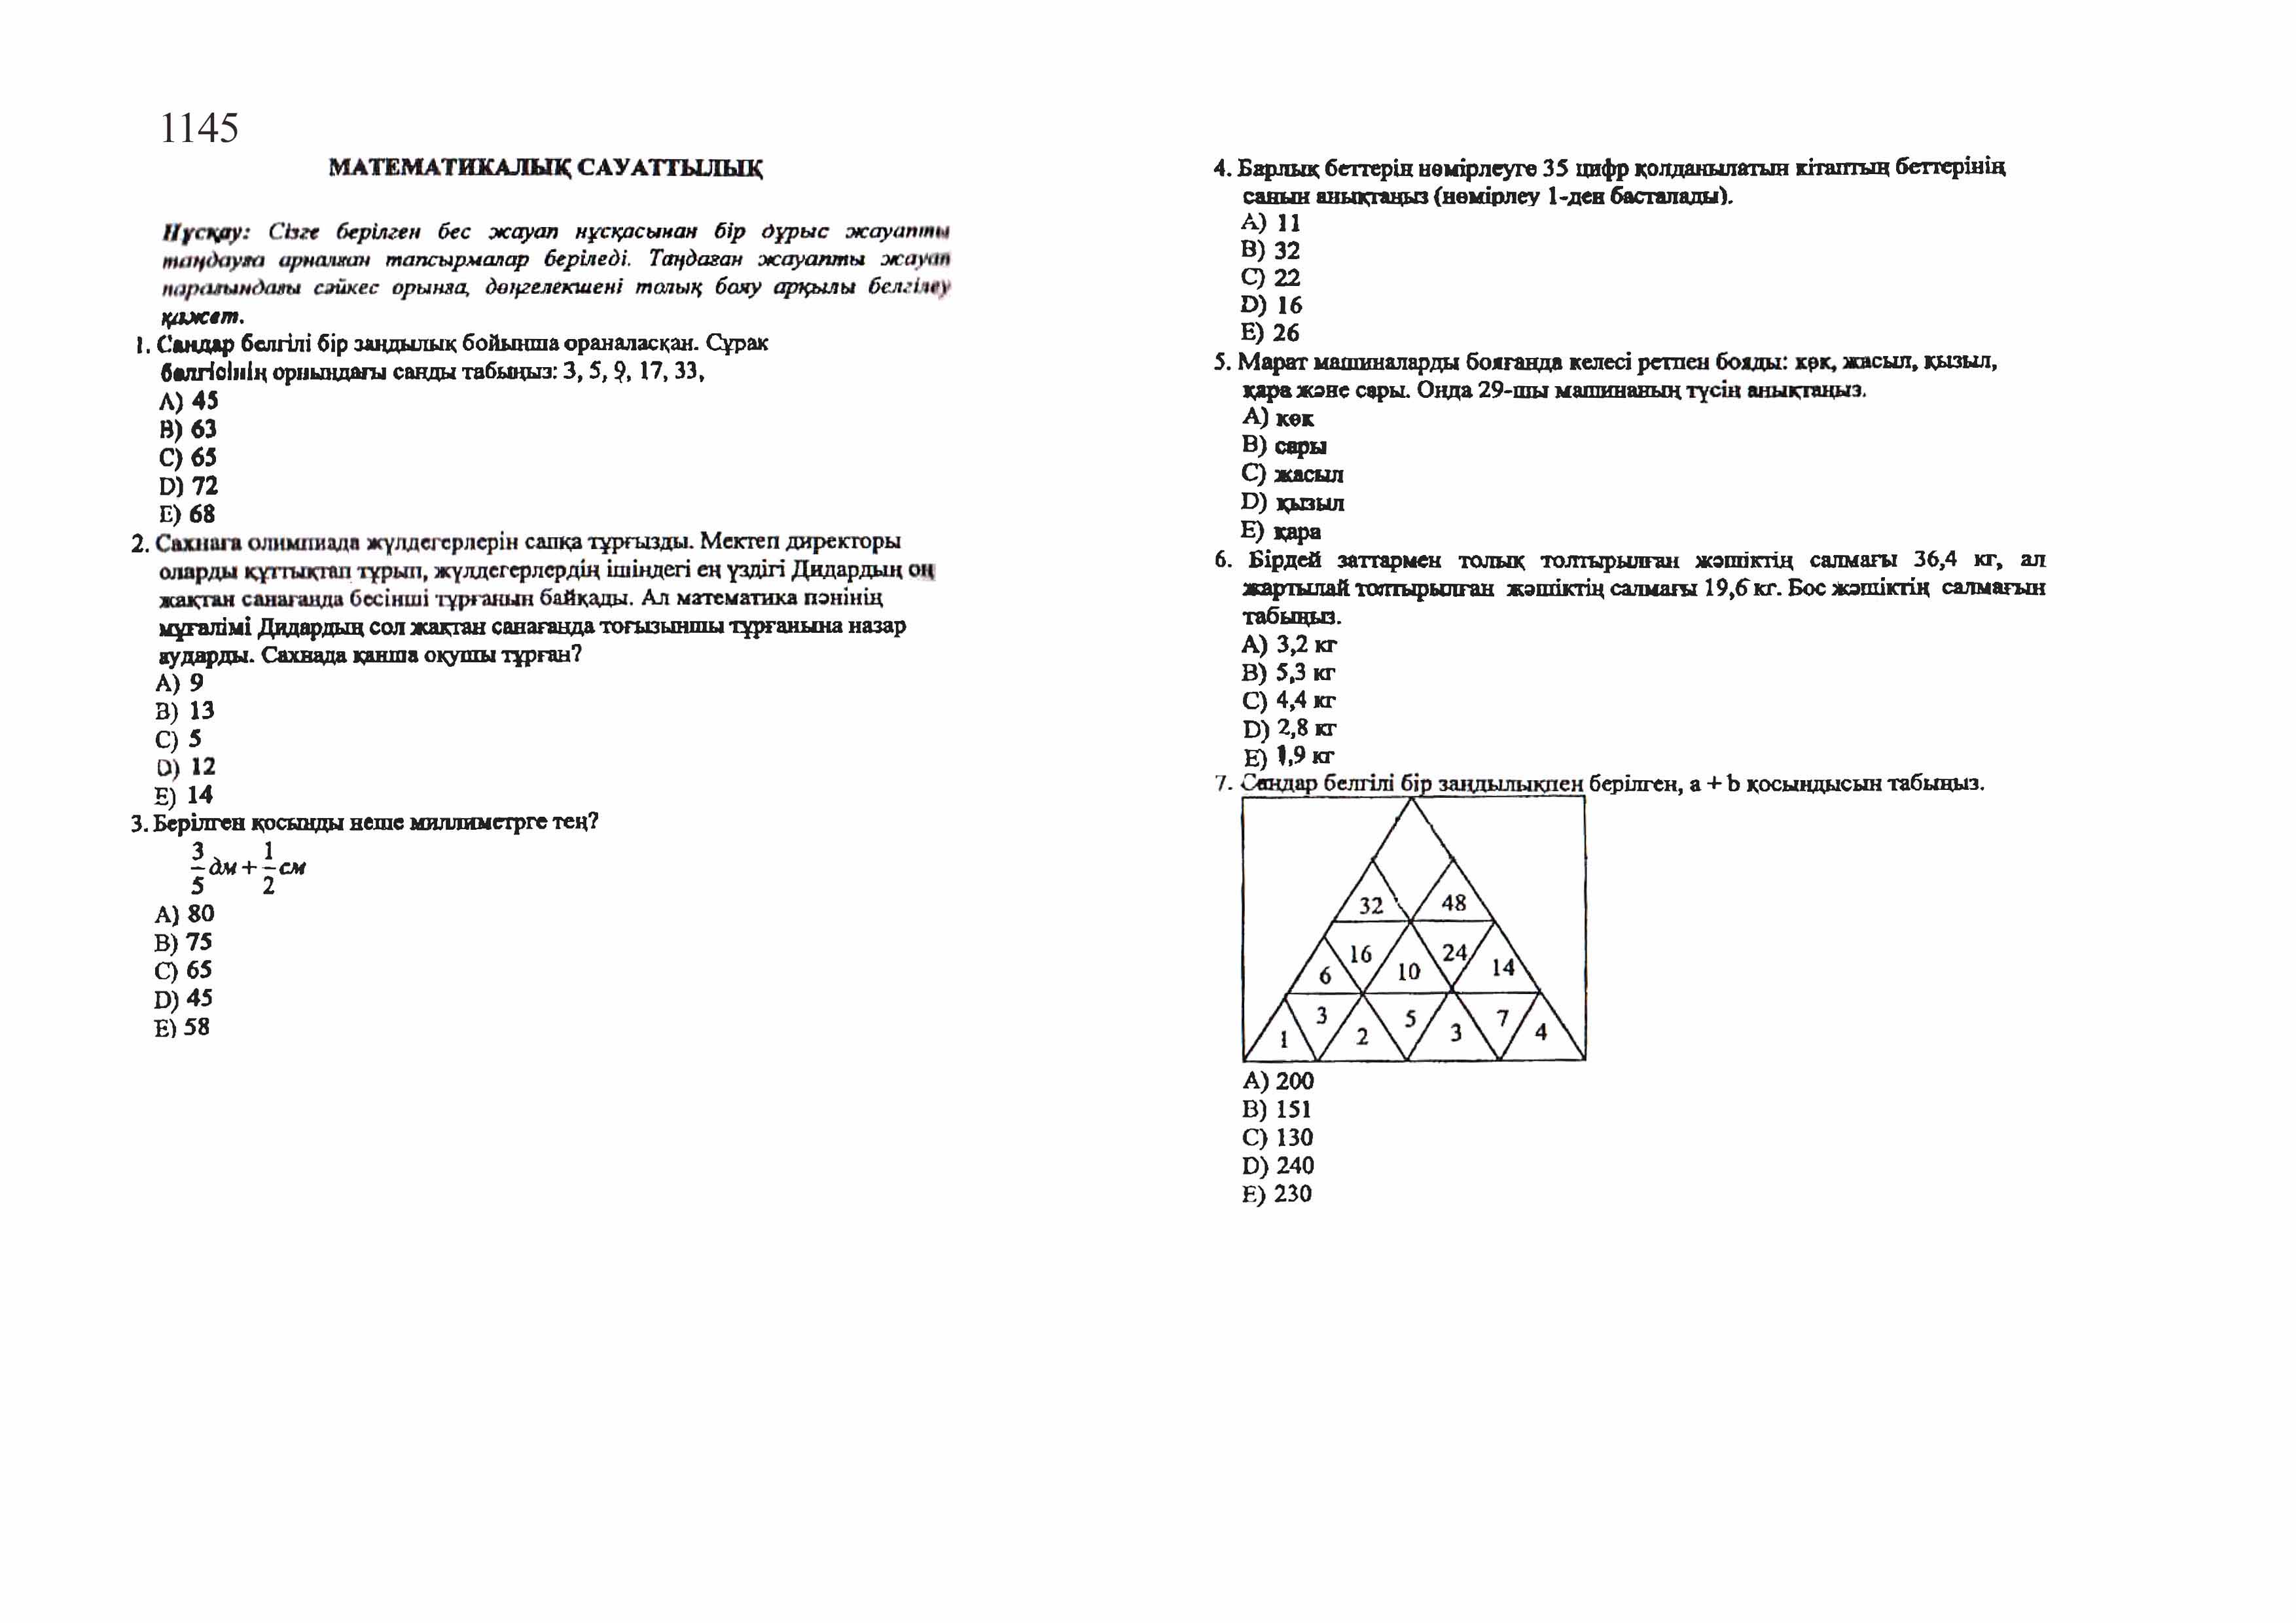 1145
МАТЕМАТИКАЛЫҚ САУАТТЫЛЫҚ
Нұсқау: Сізге берілген бес жауап нұсқасынан бір дұрыс жауапты
таңдауға арналған тапсырмалар беріледі. Таңдаған жауапты жауап
парағындағы сәйкес орынға, дөңгелекшені толық бояу арқылы белгілеу
қажет.
1. Сандар белгілі бір заңдылық бойынша ораналасқан. Сұрақ
белгісінің орнындағы санды табыңыз: 3, 5, 9, 17, 33,
A) 45
B) 63
C) 65
D) 72
E) 68
2. Сахнаға олимпиада жүлдегерлерін сапқа тұрғызды. Мектеп директоры
оларды құттықтап тұрып, жүлдегерлердің ішіндегі ең үздігі Дидардың оң
жақтан санағанда бесінші тұрғанын байқады. Ал математика пәнінің
мұғалімі Дидардың сол жақтан санағанда тоғызыншы тұрғанына назар
аударды. Сахнада қанша оқушы тұрған?
A) 9
B) 13
C) 5
D) 12
E) 14
3. Берілген қосынды неше миллиметрге тең?
3/5 дм + 1/2 см
A) 80
B) 75
C) 65
D) 45
E) 58
4. Барлық беттерін нөмірлеуге 35 цифр қолданылатын кітаптың беттерінің
санын анықтаңыз (нөмірлеу 1-ден басталады).
A) 11
B) 32
C) 22
D) 16
E) 26
5. Марат машиналарды бояғанда келесі ретпен бояды: көк, жасыл, қызыл,
қара және сары. Онда 29-шы машинаның түсін анықтаңыз.
A) көк
B) сары
C) жасыл
D) қызыл
E) қара
6. Бірдей заттармен толық толтырылған жәшіктің салмағы 36,4 кг, ал
жартылай толтырылған жәшіктің салмағы 19,6 кг. Бос жәшіктің салмағын
табыңыз.
A) 3,2 кг
B) 5,3 кг
C) 4,4 кг
D) 2,8 кг
E) 1,9 кг
7. Сандар белгілі бір заңдылықпен берілген, a + b қосындысын табыңыз.
32 48
16 24
6 10 14
3 5 7
1 2 3 4
A) 200
B) 151
C) 130
D) 240
E) 230